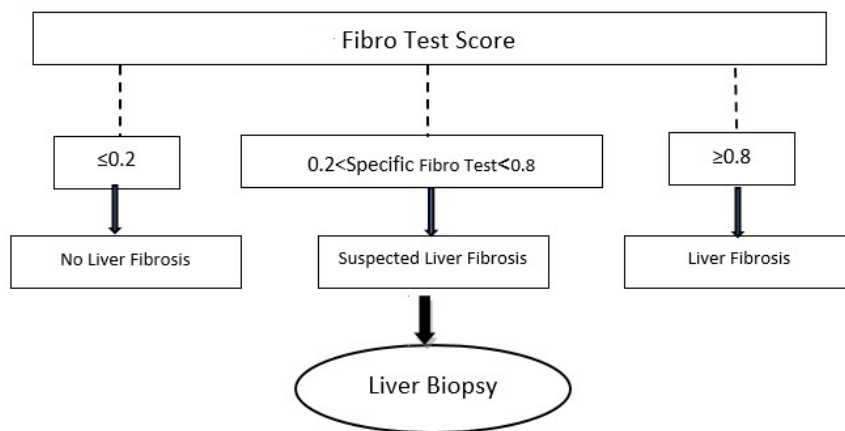 Fibro Test Score
≤0.2
0.2<Specific Fibro Test<0.8
≥0.8
No Liver Fibrosis
Suspected Liver Fibrosis
Liver Fibrosis
Liver Biopsy